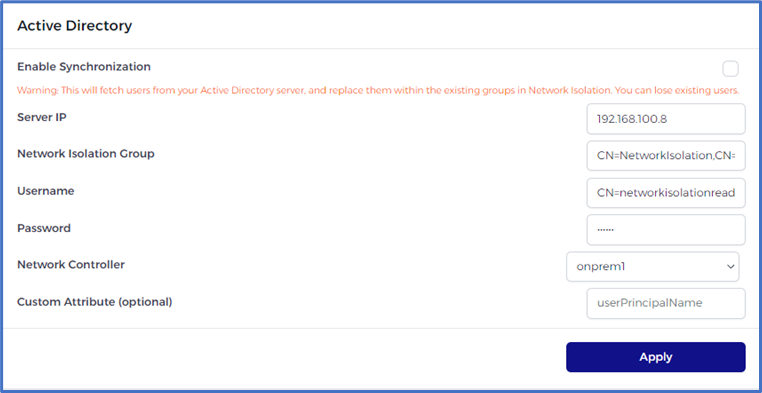 Active Directory
Enable Synchronization
Warning: This will fetch users from your Active Directory server, and replace them within the existing groups in Network Isolation. You can lose existing users.
Server IP
192.168.100.8
Network Isolation Group
CN=NetworkIsolation,CN=
Username
CN=networkisolationread
Password
······
Network Controller
onprem1
Custom Attribute (optional)
userPrincipalName
Apply